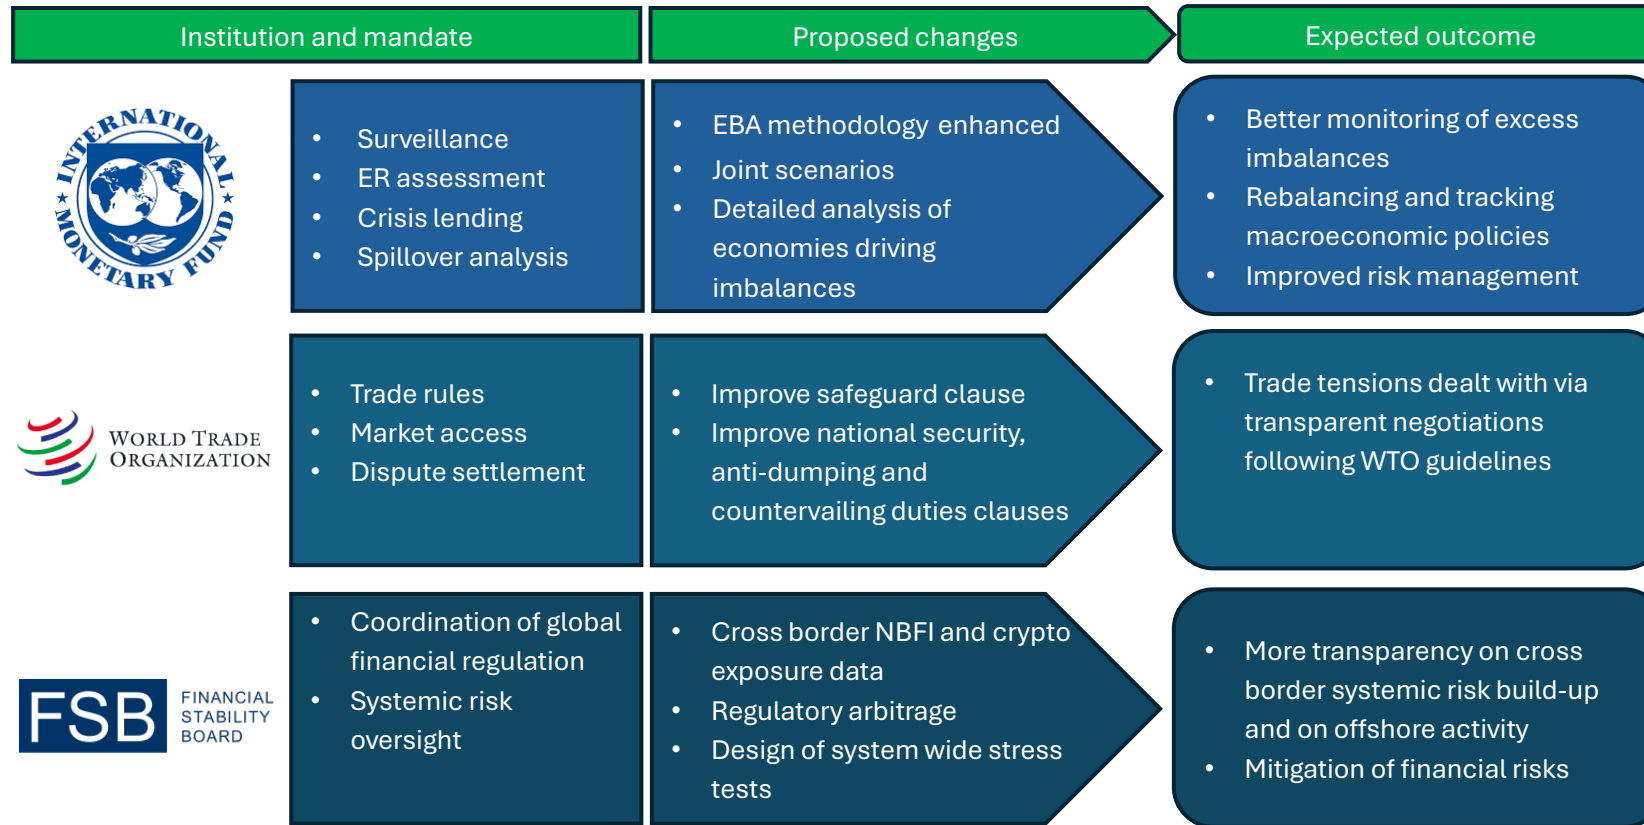 Institution and mandate
Proposed changes
Expected outcome
INTERNATIONAL MONETARY FUND
• Surveillance
• ER assessment
• Crisis lending
• Spillover analysis
• EBA methodology enhanced
• Joint scenarios
• Detailed analysis of
economies driving
imbalances
• Better monitoring of excess
imbalances
• Rebalancing and tracking
macroeconomic policies
• Improved risk management
WORLD TRADE
ORGANIZATION
• Trade rules
• Market access
• Dispute settlement
• Improve safeguard clause
• Improve national security,
anti-dumping and
countervailing duties clauses
• Trade tensions dealt with via
transparent negotiations
following WTO guidelines
FSB
FINANCIAL
STABILITY
BOARD
• Coordination of global
financial regulation
• Systemic risk
oversight
• Cross border NBFI and crypto
exposure data
• Regulatory arbitrage
• Design of system wide stress
tests
• More transparency on cross
border systemic risk build-up
and on offshore activity
• Mitigation of financial risks